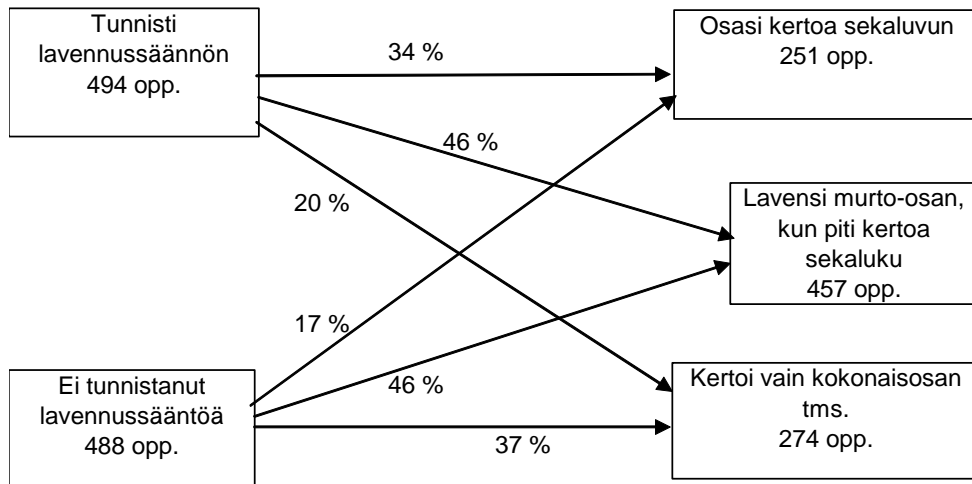 Tunnisti
lavennussäännön
494 opp.
34 %
Osasi kertoa sekaluvun
251 opp.
46 %
20 %
Lavensi murto-osan,
kun piti kertoa
sekaluku
457 opp.
17 %
Ei tunnistanut
lavennussääntöä
488 opp.
46 %
37 %
Kertoi vain kokonaisosan
tms.
274 opp.